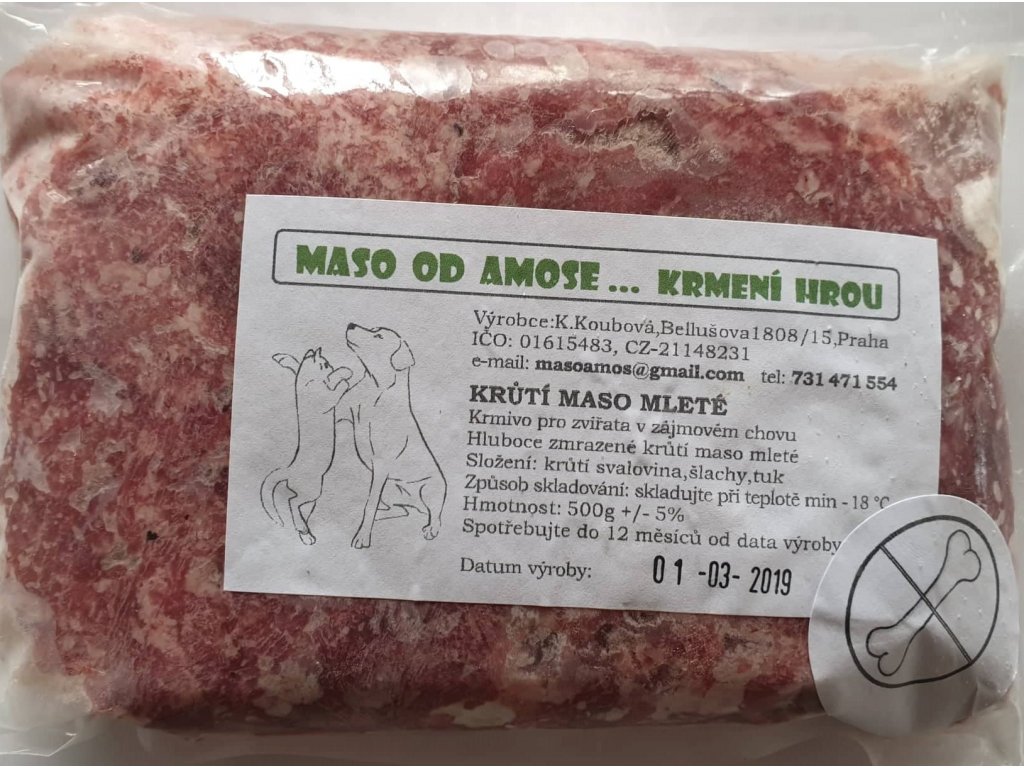 MASO OD AMOSE... KRMENÍ HROU
Výrobce:K.Koubová,Bellušova1808/15,Praha
IČO: 01615483, CZ-21148231
e-mail: masoamos@gmail.com tel: 731 471 554
KRŮTÍ MASO MLETÉ
Krmivo pro zvířata v zájmovém chovu
Hluboce zmrazené krůtí maso mleté
Složení: krůtí svalovina,šlachy,tuk
Způsob skladování: skladujte při teplotě min -18 °C
Hmotnost: 500g +/- 5%
Spotřebujte do 12 měsíců od data výroby
Datum výroby: 01 -03- 2019